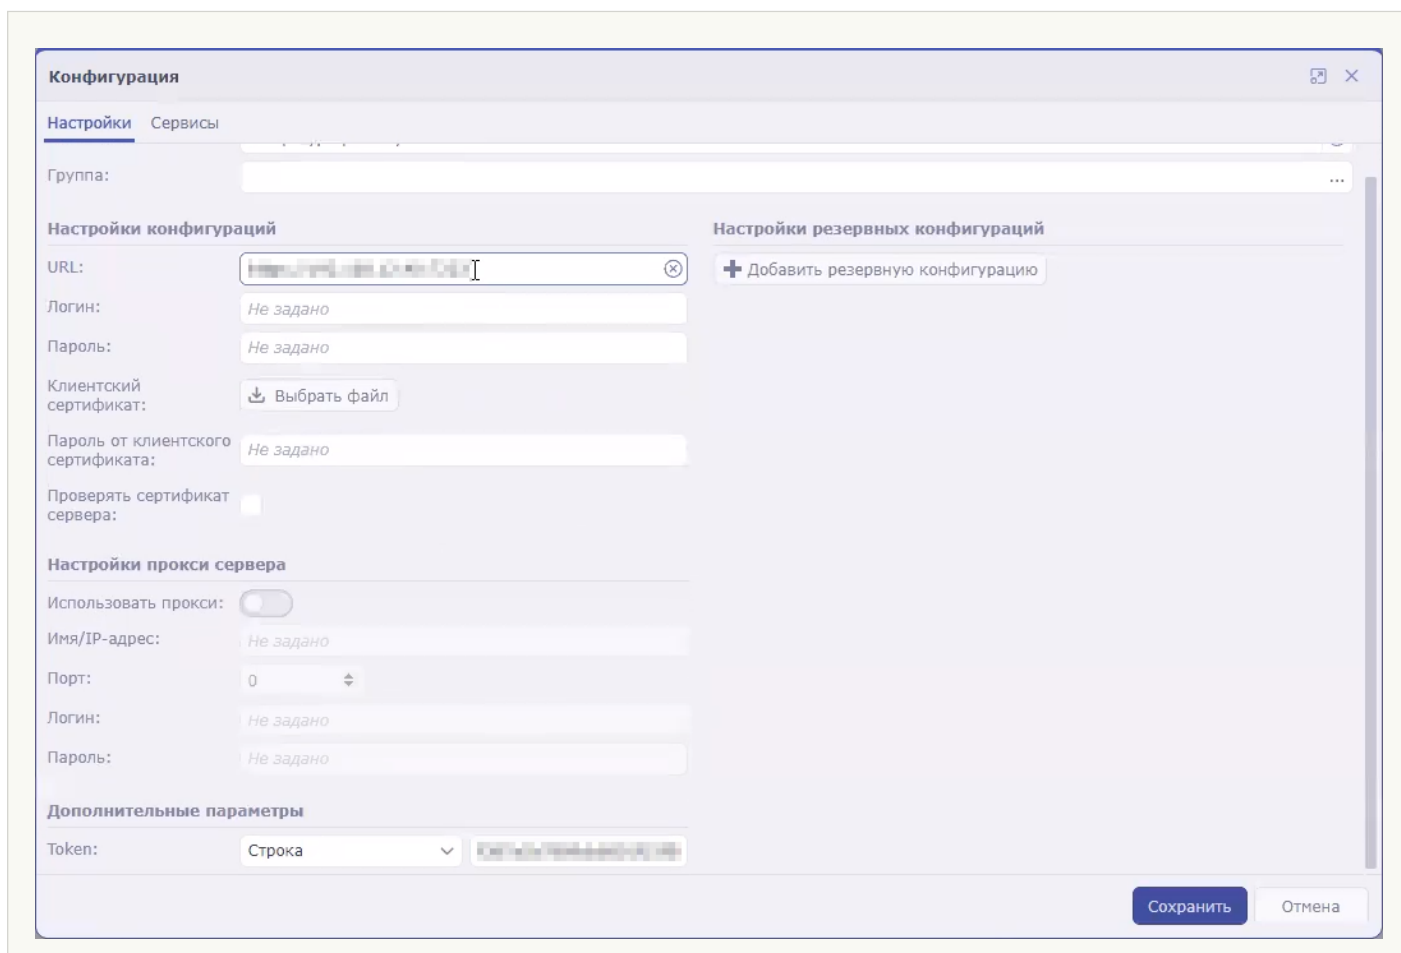 Конфигурация
Настройки Сервисы
Группа: ...
Настройки конфигураций
Настройки резервных конфигураций
URL:
Добавить резервную конфигурацию
Логин: Не задано
Пароль: Не задано
Клиентский
сертификат:
Выбрать файл
Пароль от клиентского
сертификата:
Не задано
Проверять сертификат
сервера:
Настройки прокси сервера
Использовать прокси:
Имя/IP-адрес: Не задано
Порт: 0
Логин: Не задано
Пароль: Не задано
Дополнительные параметры
Token: Строка
Сохранить Отмена